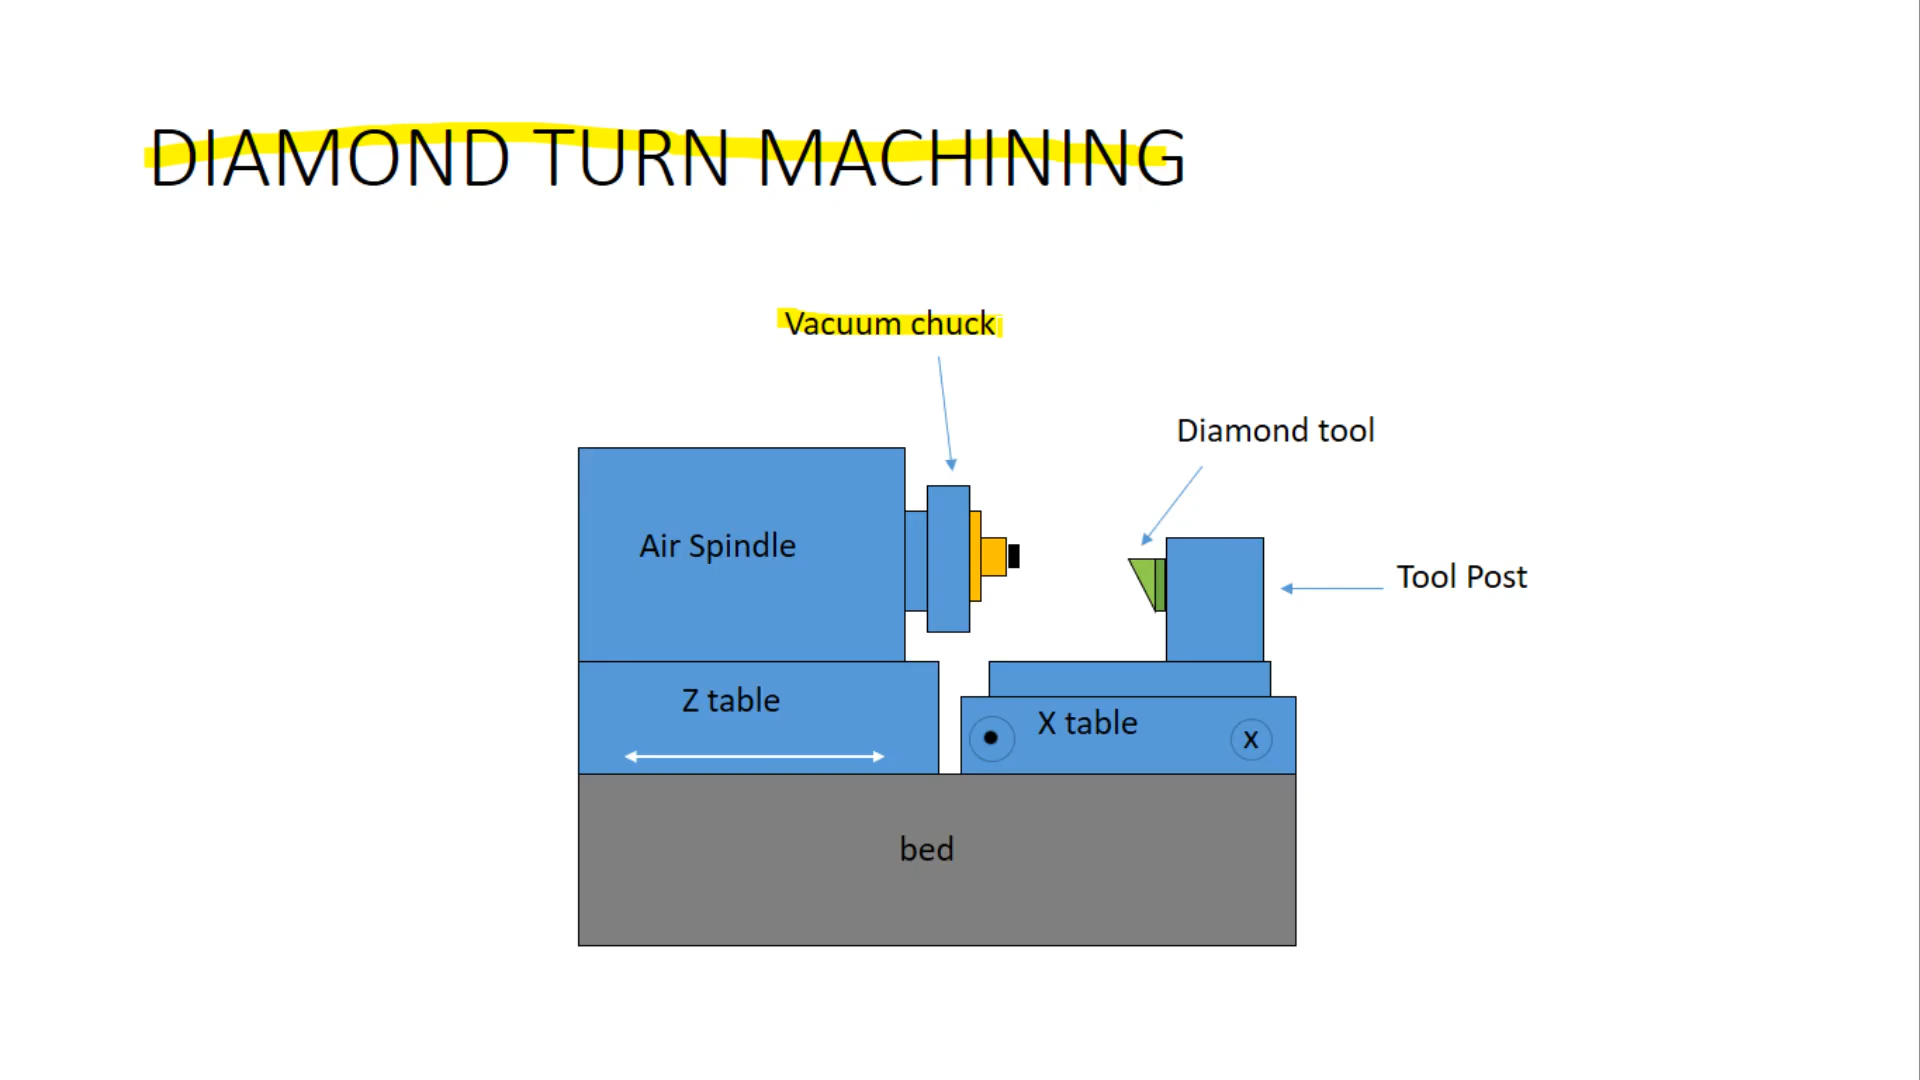 DIAMOND TURN MACHINING
Vacuum chuck
Diamond tool
Air Spindle
Tool Post
Z table
X table
X
bed